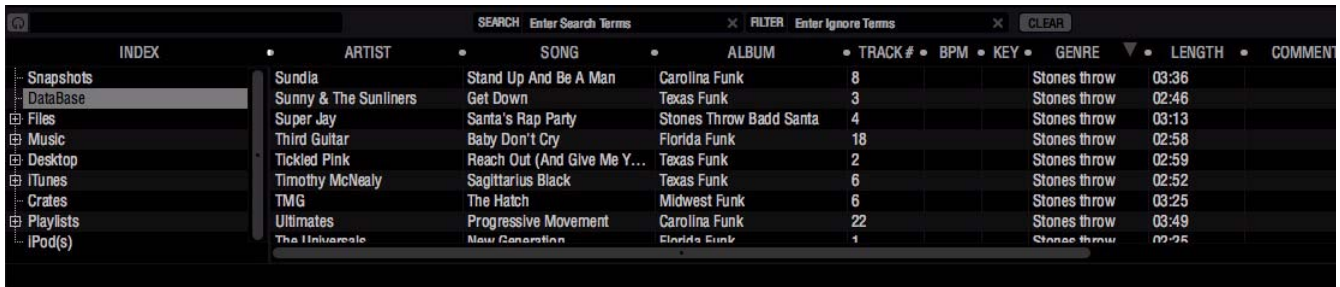 SEARCH Enter Search Terms FILTER Enter Ignore Terms CLEAR
INDEX ARTIST SONG ALBUM TRACK# BPM KEY GENRE LENGTH COMMENT
Snapshots Sundia Stand Up And Be A Man Carolina Funk 8 Stones throw 03:36
DataBase Sunny & The Sunliners Get Down Texas Funk 3 Stones throw 02:46
Files Super Jay Santa's Rap Party Stones Throw Badd Santa 4 Stones throw 03:13
Music Third Guitar Baby Don't Cry Florida Funk 18 Stones throw 02:58
Desktop Tickled Pink Reach Out (And Give Me Y... Texas Funk 2 Stones throw 02:59
iTunes Timothy McNealy Sagittarius Black Texas Funk 6 Stones throw 02:52
Crates TMG The Hatch Midwest Funk 6 Stones throw 03:25
Playlists Ultimates Progressive Movement Carolina Funk 22 Stones throw 03:49
iPod(s) The Universals New Generation Florida Funk 1 Stones throw 02:25